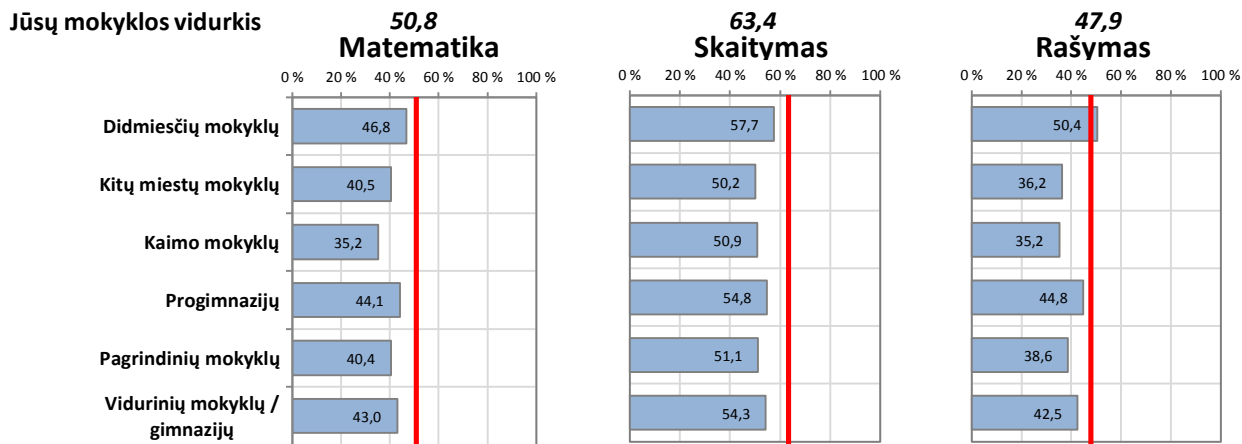 Jūsų mokyklos vidurkis 50,8 63,4 47,9
Matematika Skaitymas Rašymas
0 % 20 % 40 % 60 % 80 % 100 % 0 % 20 % 40 % 60 % 80 % 100 % 0 % 20 % 40 % 60 % 80 % 100 %
Didmiesčių mokyklų 46,8 57,7 50,4
Kitų miestų mokyklų 40,5 50,2 36,2
Kaimo mokyklų 35,2 50,9 35,2
Progimnazijų 44,1 54,8 44,8
Pagrindinių mokyklų 40,4 51,1 38,6
Vidurinių mokyklų /
gimnazijų 43,0 54,3 42,5